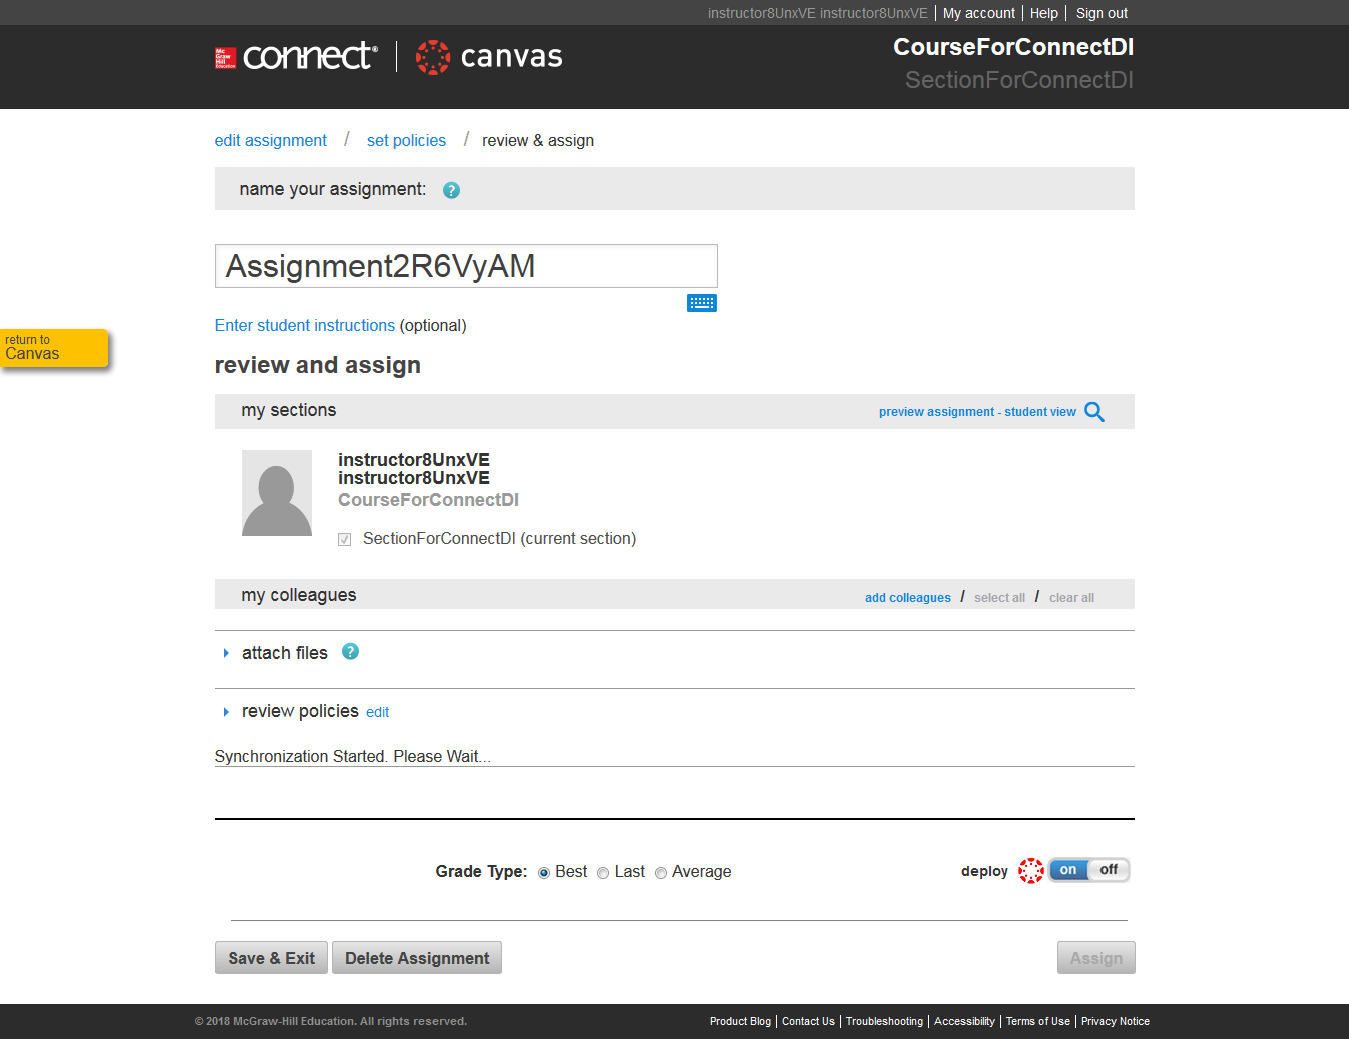 instructor8UnxVE instructor8UnxVE | My account | Help | Sign out
Mc Graw Hill Education connect® | canvas
CourseForConnectDI
SectionForConnectDI
edit assignment / set policies / review & assign
name your assignment: ?
Assignment2R6VyAM
Enter student instructions (optional)
return to
Canvas
review and assign
my sections preview assignment - student view
instructor8UnxVE
instructor8UnxVE
CourseForConnectDI
SectionForConnectDI (current section)
my colleagues add colleagues / select all / clear all
attach files ?
review policies edit
Synchronization Started. Please Wait...
Grade Type: Best Last Average deploy on off
Save & Exit Delete Assignment Assign
© 2018 McGraw-Hill Education. All rights reserved. Product Blog | Contact Us | Troubleshooting | Accessibility | Terms of Use | Privacy Notice